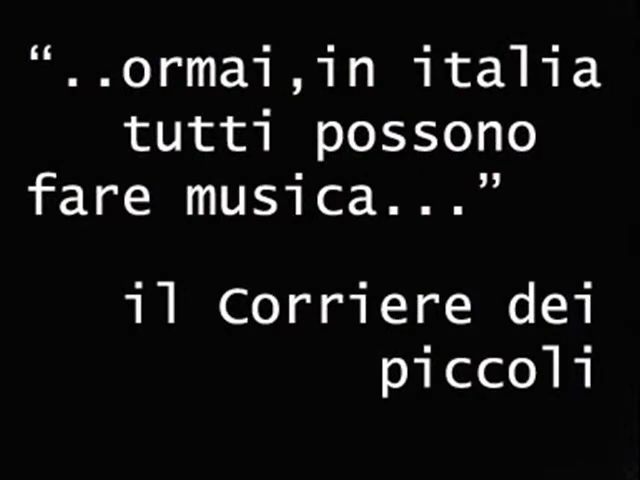 “..ormai,in italia
tutti possono
fare musica...”
il Corriere dei
piccoli